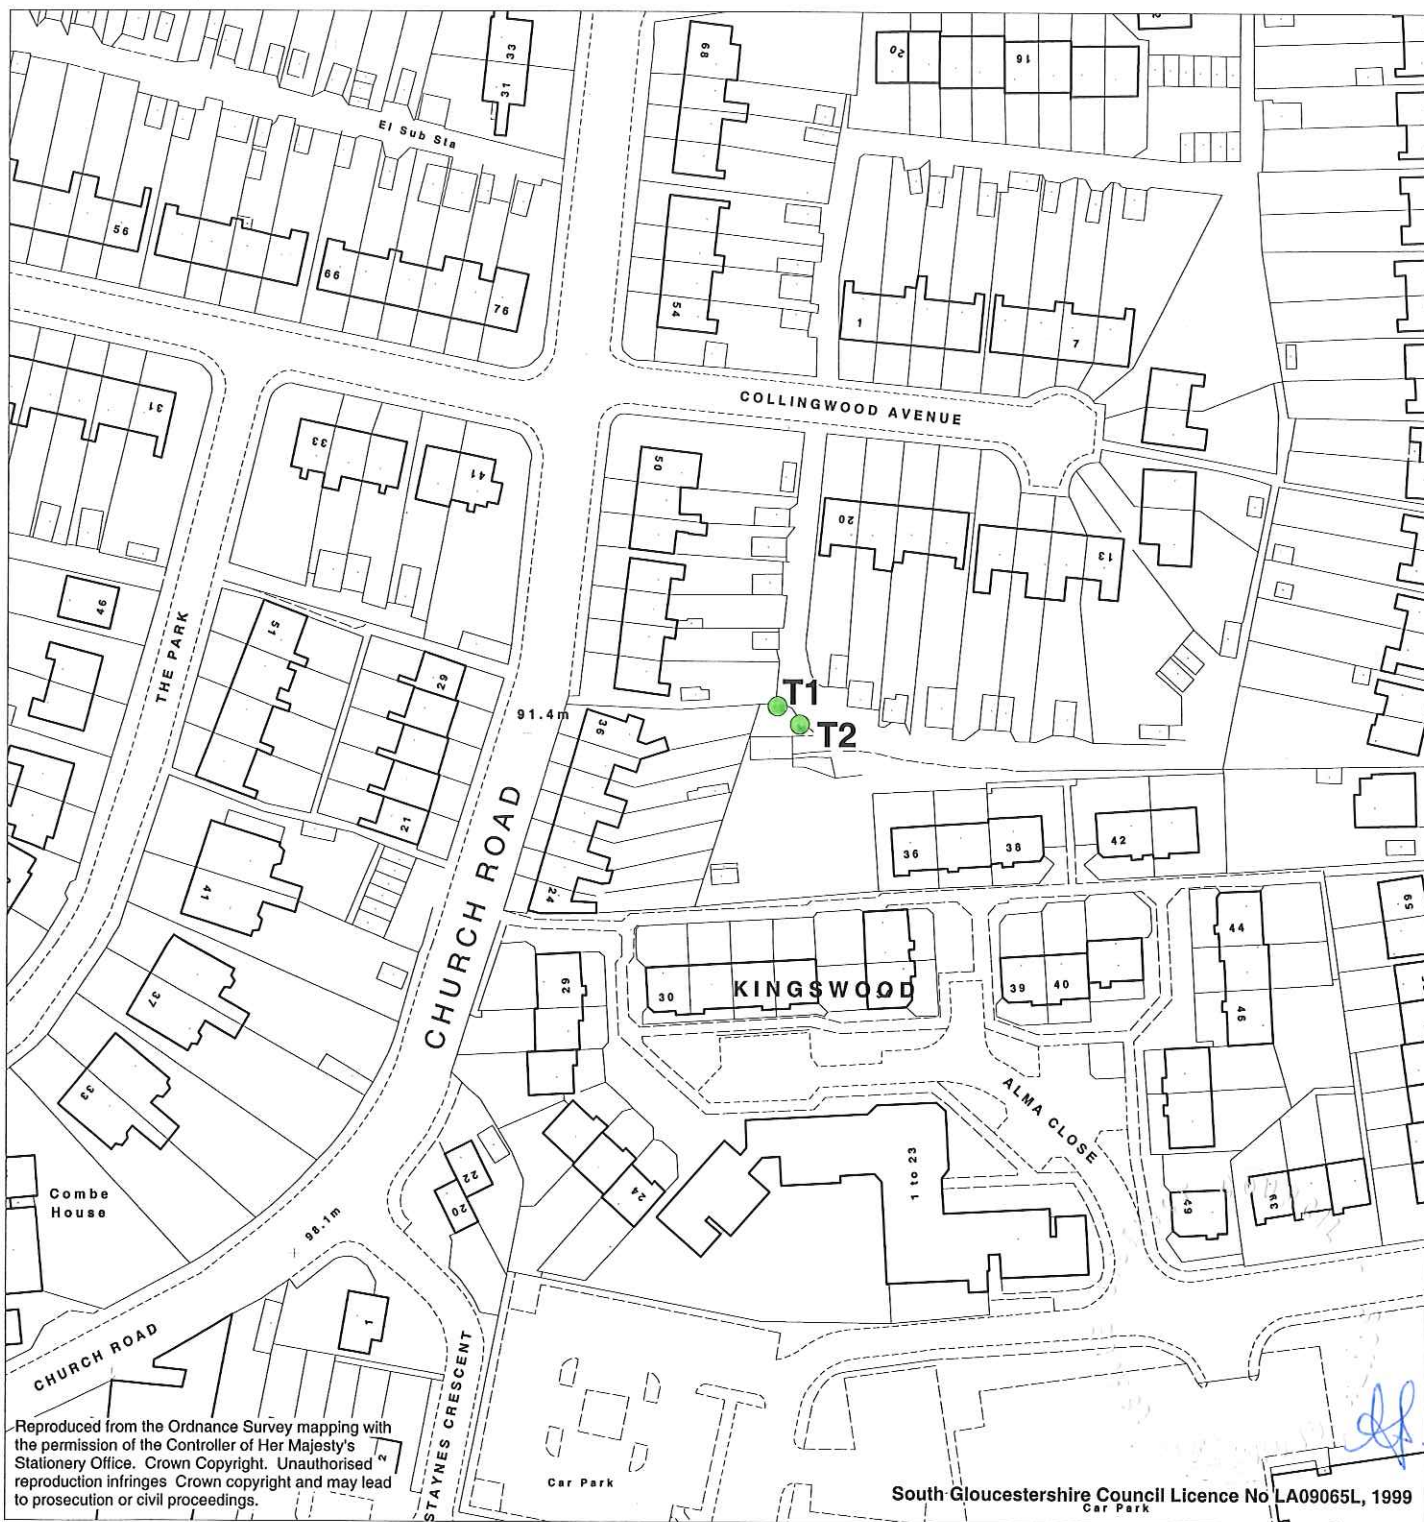 33
31
68
20
16
El Sub Sta
56
66
76
54
1
7
31
COLLINGWOOD AVENUE
33
41
50
20
13
46
51
THE PARK
29
T1
91.4m
36
T2
21
36
38
42
41
24
CHURCH ROAD
59
44
29
30
KINGSWOOD
39
40
37
46
33
ALMA CLOSE
22
1 to 23
24
20
Combe
House
49
39
98.1m
1
CHURCH ROAD
STAYNES CRESCENT
Reproduced from the Ordnance Survey mapping with
the permission of the Controller of Her Majesty's
Stationery Office. Crown Copyright. Unauthorised
reproduction infringes Crown copyright and may lead
to prosecution or civil proceedings.
2
Car Park
South Gloucestershire Council Licence No LA09065L, 1999
Car Park